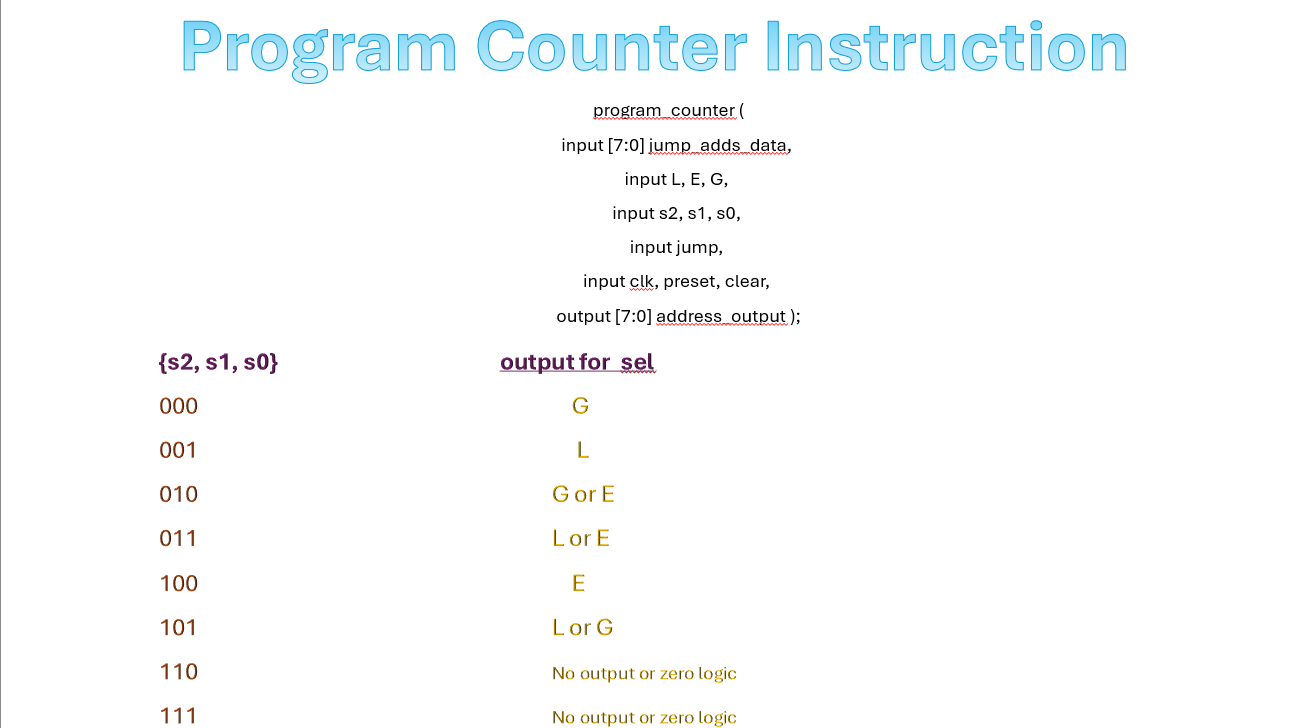 Program Counter Instruction
program_counter (
input [7:0] jump_adds_data,
input L, E, G,
input s2, s1, s0,
input jump,
input clk, preset, clear,
output [7:0] address_output );
{s2, s1, s0} output for sel
000 G
001 L
010 G or E
011 L or E
100 E
101 L or G
110 No output or zero logic
111 No output or zero logic